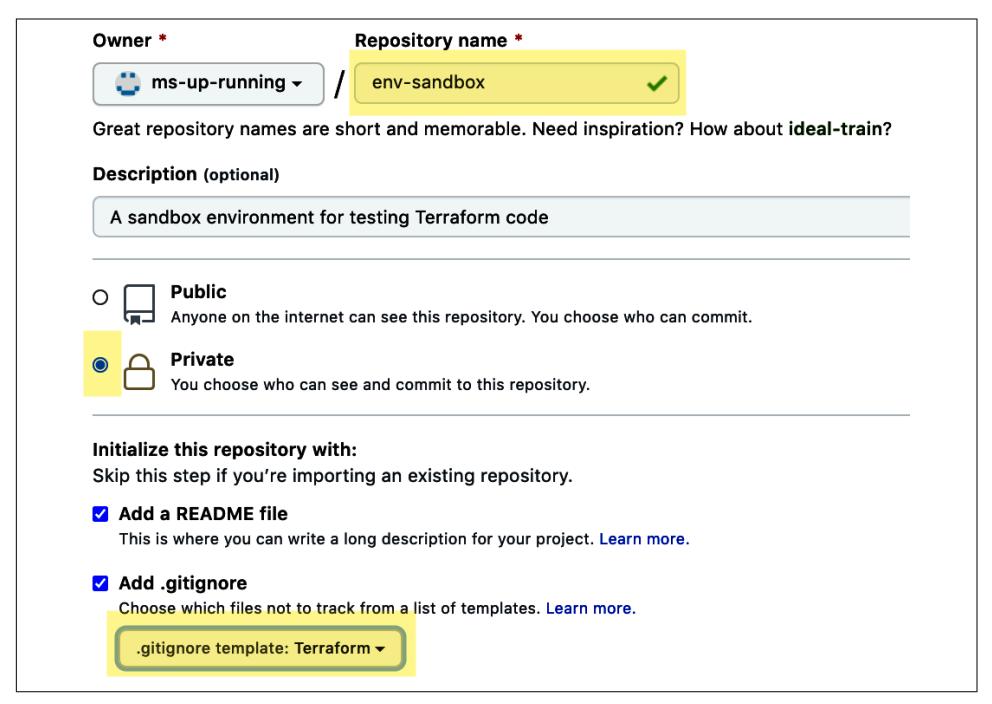 Owner * Repository name *
ms-up-running / env-sandbox
Great repository names are short and memorable. Need inspiration? How about ideal-train?
Description (optional)
A sandbox environment for testing Terraform code
Public
Anyone on the internet can see this repository. You choose who can commit.
Private
You choose who can see and commit to this repository.
Initialize this repository with:
Skip this step if you’re importing an existing repository.
Add a README file
This is where you can write a long description for your project. Learn more.
Add .gitignore
Choose which files not to track from a list of templates. Learn more.
.gitignore template: Terraform